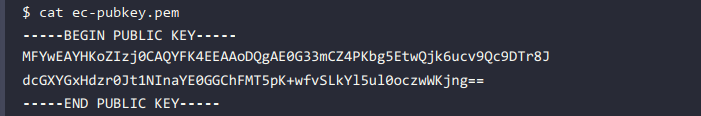 $ cat ec-pubkey.pem
-----BEGIN PUBLIC KEY-----
MFYwEAYHKoZIzj0CAQYFK4EEAAoDQgAE0G33mCZ4PKbg5EtwQjk6ucv9Qc9DTr8J
dcGXYGxHdzr0Jt1NInaYE0GGChFMT5pK+wfvSLkYl5ul0oczwWKjng==
-----END PUBLIC KEY-----